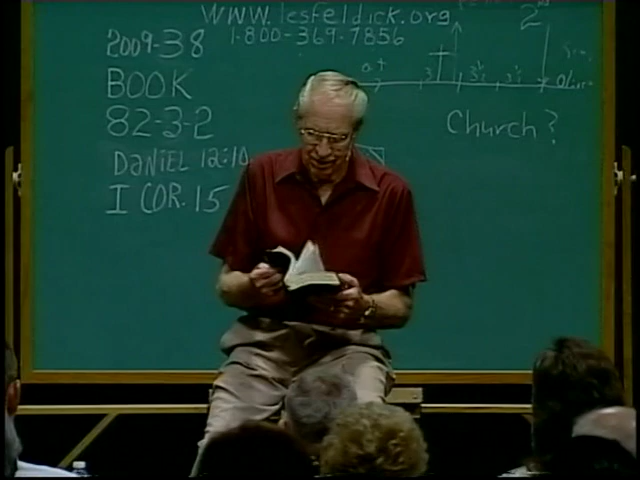 www.lesfeldick.org
1-800-369-7856
2009-38
BOOK
82-3-2
DANIEL 12:10
I COR. 15
2
Church?